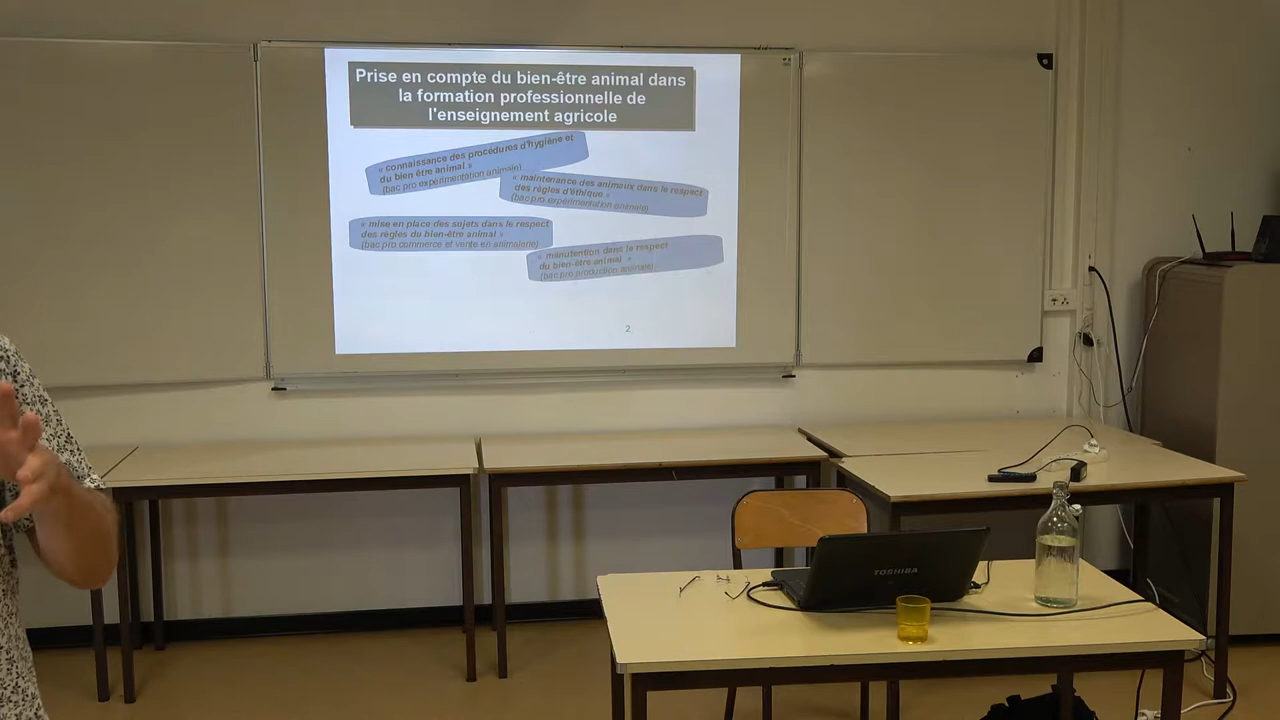 Prise en compte du bien-être animal dans
la formation professionnelle de
l'enseignement agricole
« connaissance des procédures d'hygiène et
du bien être animal »
(bac pro expérimentation animale)
« maintenance des animaux dans le respect
des règles d'éthique »
(bac pro expérimentation animale)
« mise en place des sujets dans le respect
des règles du bien-être animal »
(bac pro commerce et vente en animalerie)
« manutention dans le respect
du bien-être animal »
(bac pro production animale)
2
TOSHIBA